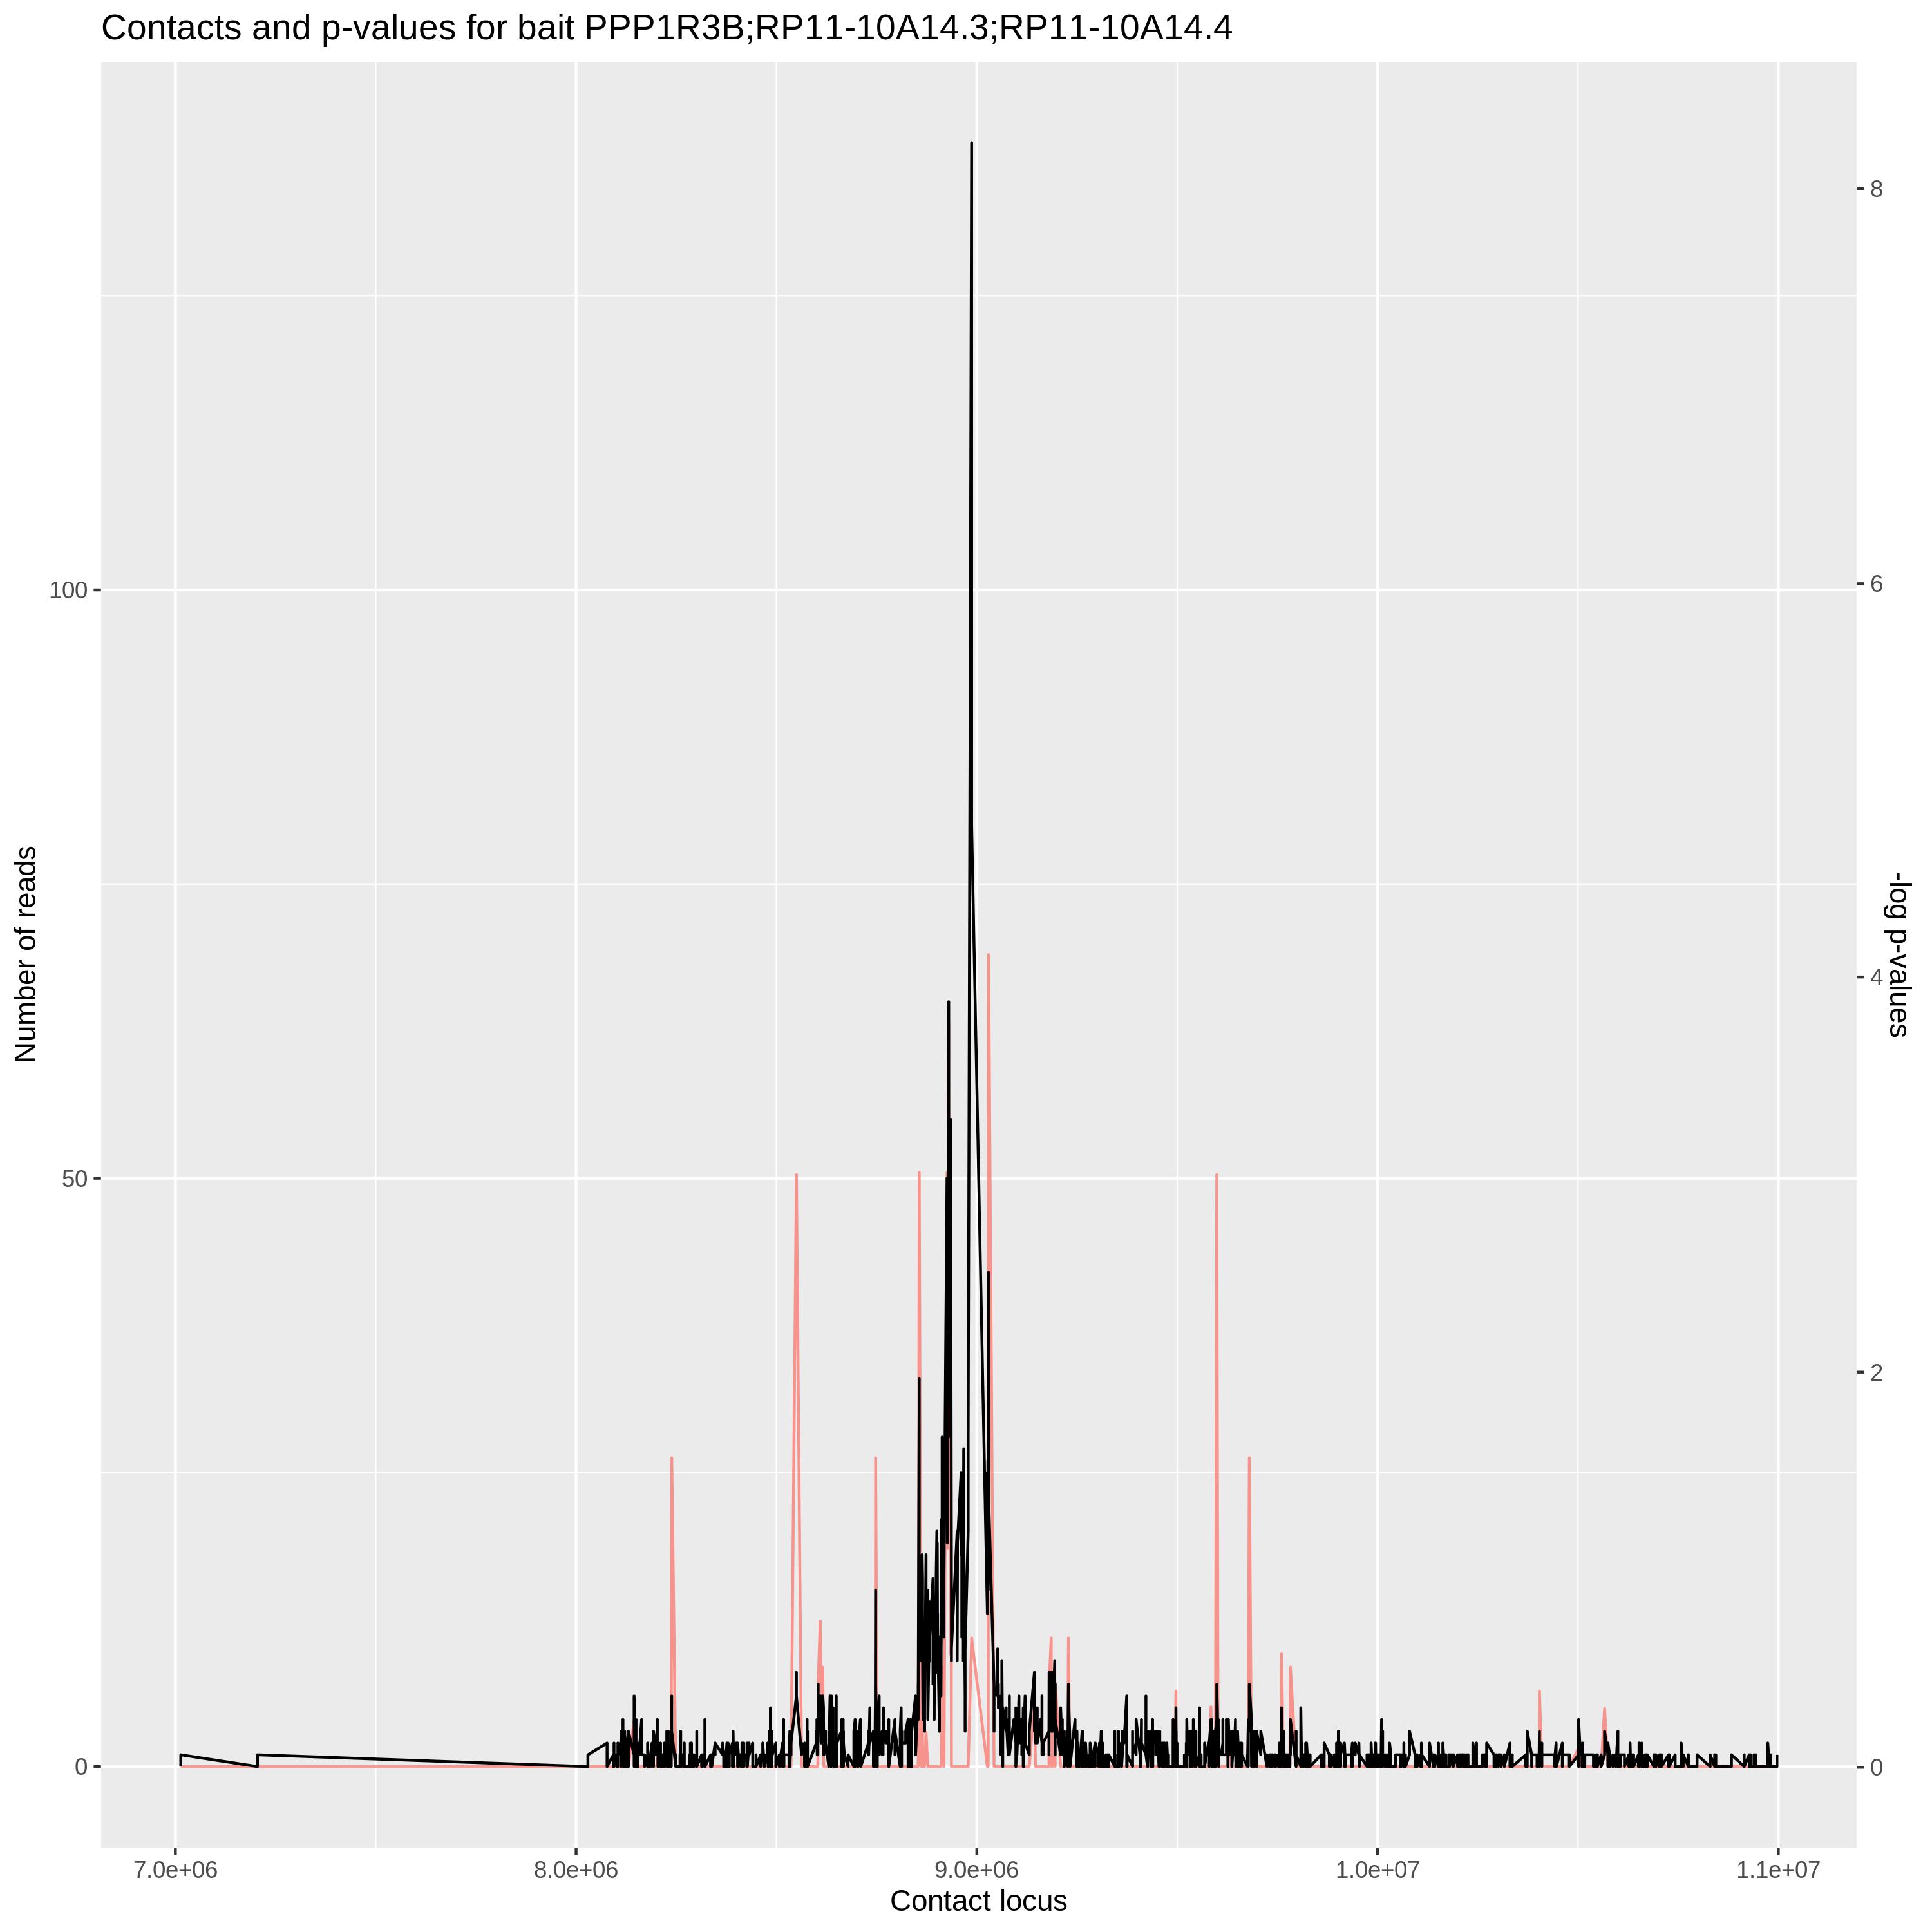 Contacts and p-values for bait PPP1R3B;RP11-10A14.3;RP11-10A14.4
Number of reads
100
50
0
8
6
4
2
0
-log p-values
7.0e+06
8.0e+06
9.0e+06
1.0e+07
1.1e+07
Contact locus